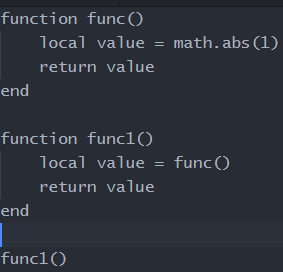 function func()
    local value = math.abs(1)
    return value
end

function func1()
    local value = func()
    return value
end

func1()